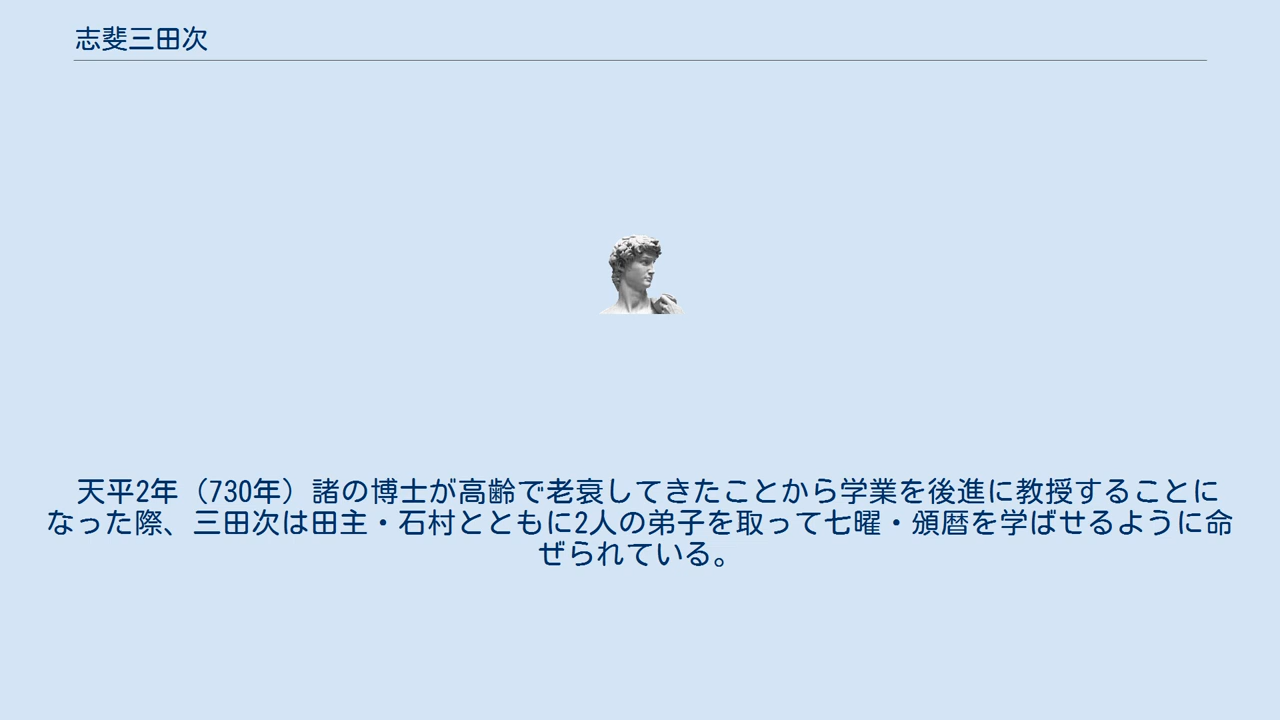 志斐三田次
天平2年（730年）諸の博士が高齢で老衰してきたことから学業を後進に教授することに
なった際、三田次は田主・石村とともに2人の弟子を取って七曜・頒暦を学ばせるように命
ぜられている。